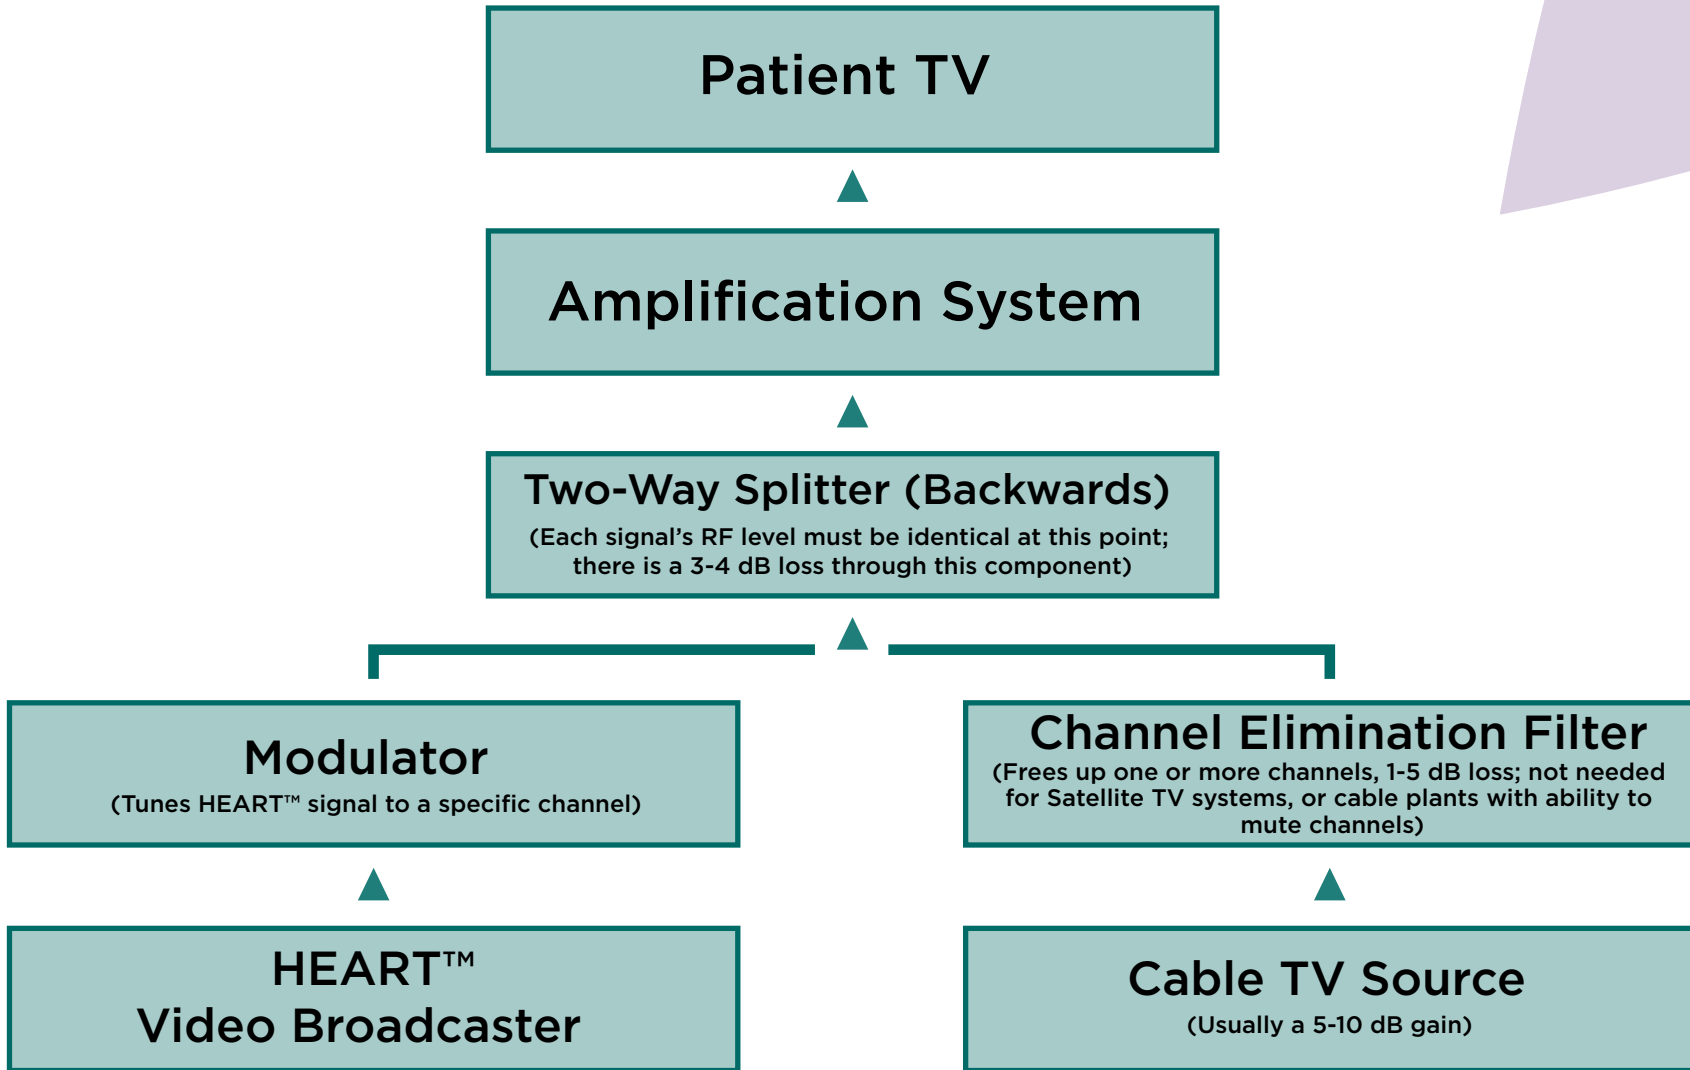 Patient TV
Amplification System
Two-Way Splitter (Backwards)
(Each signal’s RF level must be identical at this point;
there is a 3-4 dB loss through this component)
Modulator
(Tunes HEART™ signal to a specific channel)
Channel Elimination Filter
(Frees up one or more channels, 1-5 dB loss; not needed
for Satellite TV systems, or cable plants with ability to
mute channels)
HEART™
Video Broadcaster
Cable TV Source
(Usually a 5-10 dB gain)